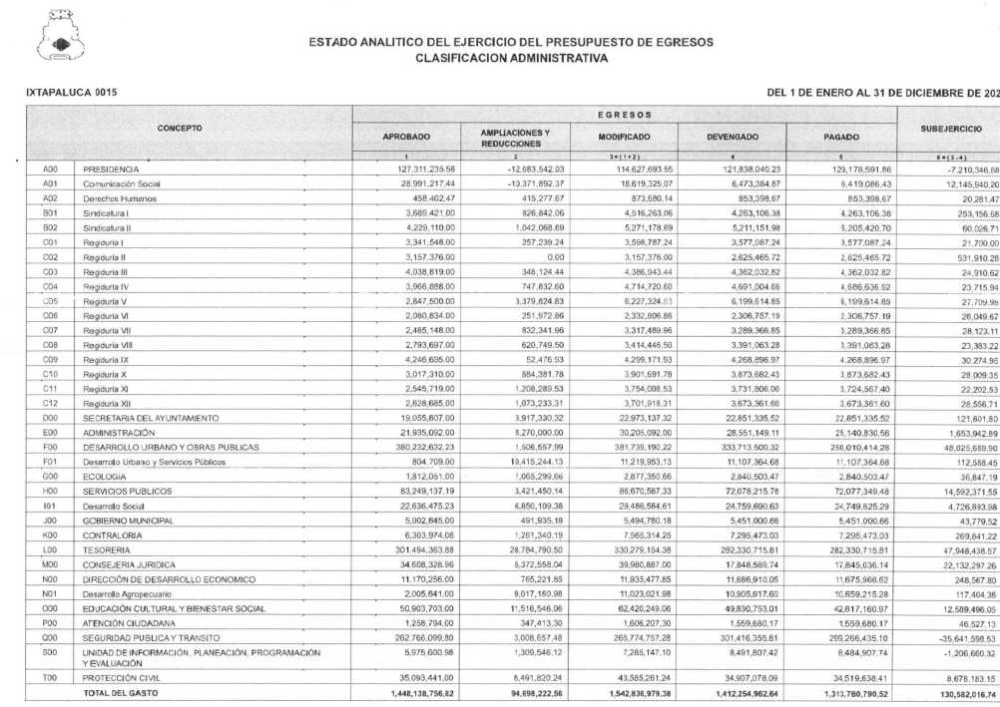 ESTADO ANALITICO DEL EJERCICIO DEL PRESUPUESTO DE EGRESOS
CLASIFICACION ADMINISTRATIVA
IXTAPALUCA 0015 DEL 1 DE ENERO AL 31 DE DICIEMBRE DE 202
EGRESOS
CONCEPTO APROBADO AMPLIACIONES Y REDUCCIONES MODIFICADO DEVENGADO PAGADO SUBEJERCICIO
1 2 3=(1+2) 4 5 6=(3-4)
A00 PRESIDENCIA 127,311,235.58 -12,683,542.03 114,627,693.55 121,838,040.23 120,178,591.86 -7,210,346.68
A01 Comunicación Social 28,991,217.44 -10,371,892.37 18,619,325.07 6,473,384.87 6,419,086.43 12,145,940.20
A02 Derechos Humanos 458,402.47 415,277.67 873,680.14 853,398.67 853,398.67 20,281.47
B01 Sindicatura I 3,689,421.00 826,842.06 4,516,263.06 4,263,106.38 4,263,106.38 253,156.68
B02 Sindicatura II 4,229,110.00 1,042,068.69 5,271,178.69 5,211,151.98 5,205,420.70 60,026.71
C01 Regiduría I 3,341,548.00 257,239.24 3,598,787.24 3,577,087.24 3,577,087.24 21,700.00
C02 Regiduría II 3,157,376.00 0.00 3,157,376.00 2,625,465.72 2,625,465.72 531,910.28
C03 Regiduría III 4,038,819.00 348,124.44 4,386,943.44 4,362,032.82 4,362,032.82 24,910.62
C04 Regiduría IV 3,966,888.00 747,832.60 4,714,720.60 4,691,004.66 4,686,636.92 23,715.94
C05 Regiduría V 2,847,500.00 3,379,824.83 6,227,324.83 6,199,614.85 6,199,614.85 27,709.98
C06 Regiduría VI 2,080,834.00 251,972.86 2,332,806.86 2,306,757.19 2,306,757.19 26,049.67
C07 Regiduría VII 2,485,148.00 832,341.96 3,317,489.96 3,289,366.85 3,289,366.85 28,123.11
C08 Regiduría VIII 2,793,697.00 620,749.50 3,414,446.50 3,391,063.28 3,391,063.28 23,383.22
C09 Regiduría IX 4,246,695.00 52,476.93 4,299,171.93 4,268,896.97 4,268,896.97 30,274.96
C10 Regiduría X 3,017,310.00 884,381.78 3,901,691.78 3,873,682.43 3,873,682.43 28,009.35
C11 Regiduría XI 2,545,719.00 1,208,289.53 3,754,008.53 3,731,806.00 3,724,567.40 22,202.53
C12 Regiduría XII 2,628,685.00 1,073,233.31 3,701,918.31 3,673,361.60 3,673,361.60 28,556.71
D00 SECRETARIA DEL AYUNTAMIENTO 19,055,807.00 3,917,330.32 22,973,137.32 22,851,335.52 22,851,335.52 121,801.80
E00 ADMINISTRACIÓN 21,935,092.00 8,270,000.00 30,205,092.00 28,551,149.11 25,140,830.56 1,653,942.89
F00 DESARROLLO URBANO Y OBRAS PUBLICAS 380,232,632.23 1,506,557.99 381,739,190.22 333,713,500.32 250,010,414.28 48,025,689.90
F01 Desarrollo Urbano y Servicios Públicos 804,709.00 10,415,244.13 11,219,953.13 11,107,364.68 11,107,364.68 112,588.45
G00 ECOLOGIA 1,812,051.00 1,065,299.66 2,877,350.66 2,840,503.47 2,840,503.47 36,847.19
H00 SERVICIOS PUBLICOS 83,249,137.19 3,421,450.14 86,670,587.33 72,078,215.78 72,077,349.48 14,592,371.55
I01 Desarrollo Social 22,636,475.23 6,850,109.38 29,486,584.61 24,759,690.63 24,749,625.29 4,726,893.98
J00 GOBIERNO MUNICIPAL 5,002,845.00 491,935.18 5,494,780.18 5,451,000.66 5,451,000.66 43,779.52
K00 CONTRALORIA 6,303,974.06 1,261,340.19 7,565,314.25 7,295,473.03 7,295,473.03 269,841.22
L00 TESORERIA 301,494,363.88 28,784,790.50 330,279,154.38 282,330,715.81 282,330,715.81 47,948,438.57
M00 CONSEJERIA JURIDICA 34,608,328.96 5,372,558.04 39,980,887.00 17,848,589.74 17,845,036.14 22,132,297.26
N00 DIRECCIÓN DE DESARROLLO ECONOMICO 11,170,256.00 765,221.85 11,935,477.85 11,686,910.05 11,675,966.62 248,567.80
N01 Desarrollo Agropecuario 2,005,841.00 9,017,180.98 11,023,021.98 10,905,617.60 10,859,215.28 117,404.38
O00 EDUCACIÓN CULTURAL Y BIENESTAR SOCIAL 50,903,703.00 11,516,546.06 62,420,249.06 49,830,753.01 42,817,160.97 12,589,496.05
P00 ATENCIÓN CIUDADANA 1,258,794.00 347,413.30 1,606,207.30 1,559,680.17 1,559,680.17 46,527.13
Q00 SEGURIDAD PUBLICA Y TRANSITO 262,766,099.80 3,008,657.48 265,774,757.28 301,416,355.81 299,266,435.10 -35,641,598.53
S00 UNIDAD DE INFORMACIÓN, PLANEACIÓN, PROGRAMACIÓN Y EVALUACIÓN 5,975,600.98 1,309,546.12 7,285,147.10 8,491,807.42 8,484,907.74 -1,206,660.32
T00 PROTECCIÓN CIVIL 35,093,441.00 8,491,820.24 43,585,261.24 34,907,078.09 34,519,638.41 8,678,183.15
TOTAL DEL GASTO 1,448,138,756.82 94,698,222.56 1,542,836,979.38 1,412,254,962.64 1,313,780,790.52 130,582,016.74